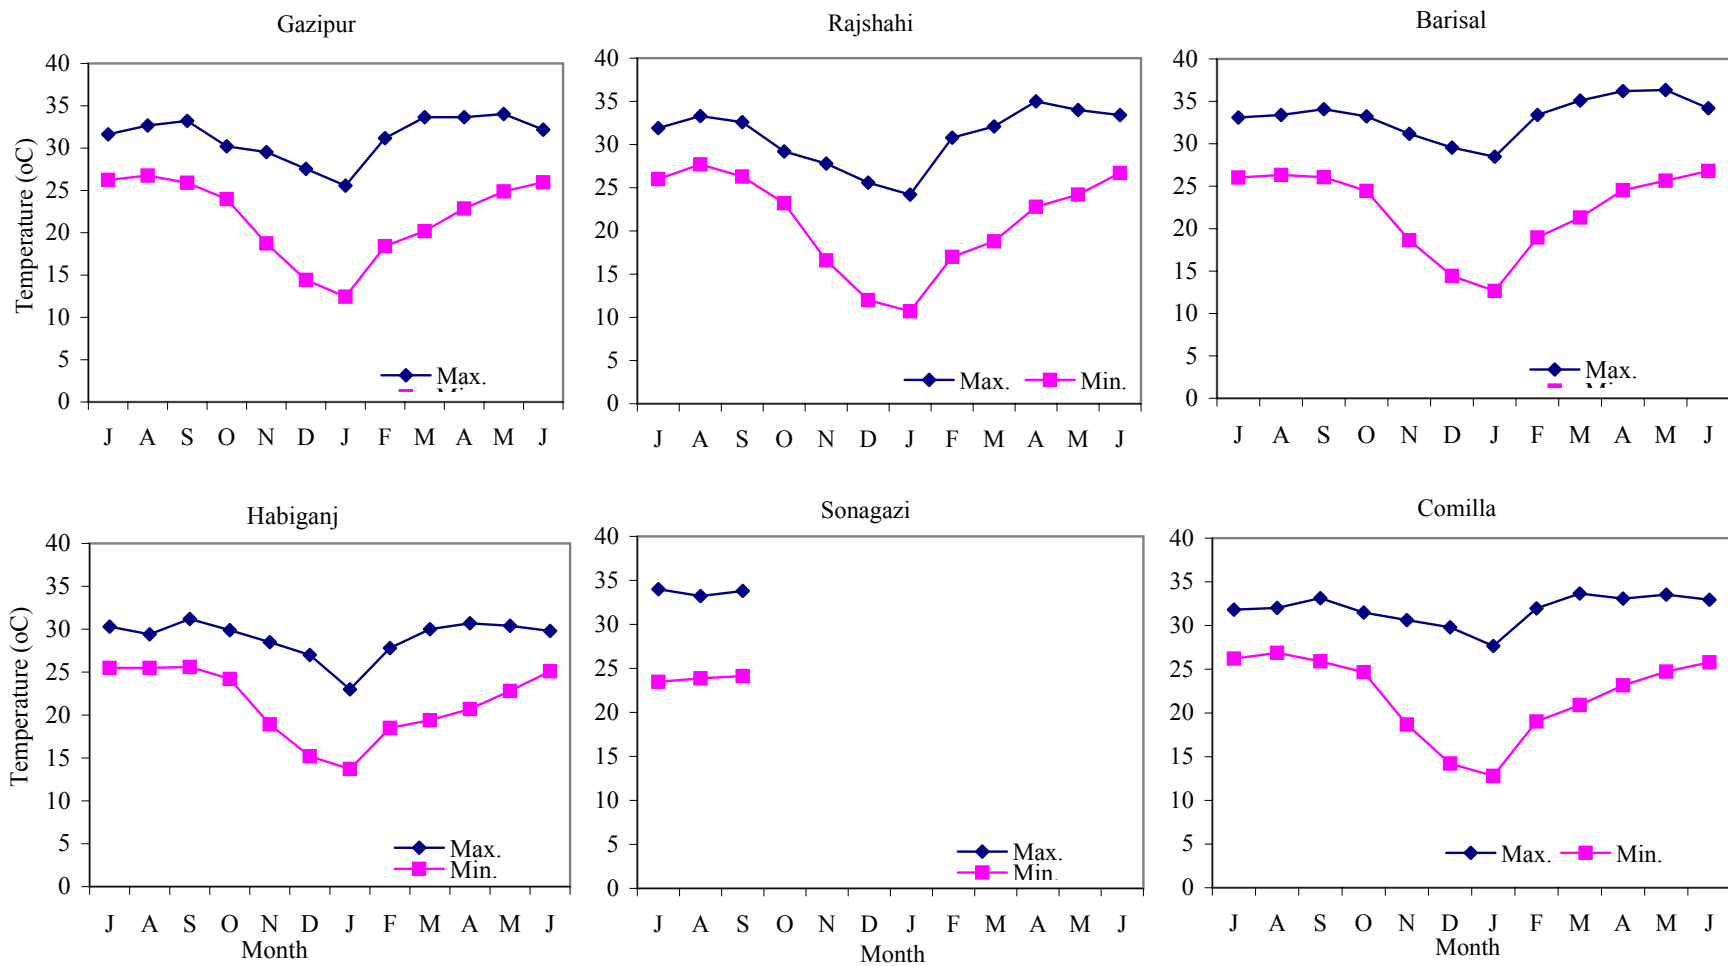 Gazipur
40
35
30
25
20
15
10
5
0
Temperature (oC)
Max.
J A S O N D J F M A M J
Rajshahi
40
35
30
25
20
15
10
5
0
Max. Min.
J A S O N D J F M A M J
Barisal
40
35
30
25
20
15
10
5
0
Max.
J A S O N D J F M A M J
Habiganj
40
35
30
25
20
15
10
5
0
Temperature (oC)
Max.
Min.
J A S O N D J F M A M J
Month
Sonagazi
40
35
30
25
20
15
10
5
0
Max.
Min.
J A S O N D J F M A M J
Month
Comilla
40
35
30
25
20
15
10
5
0
Max. Min.
J A S O N D J F M A M J
Month